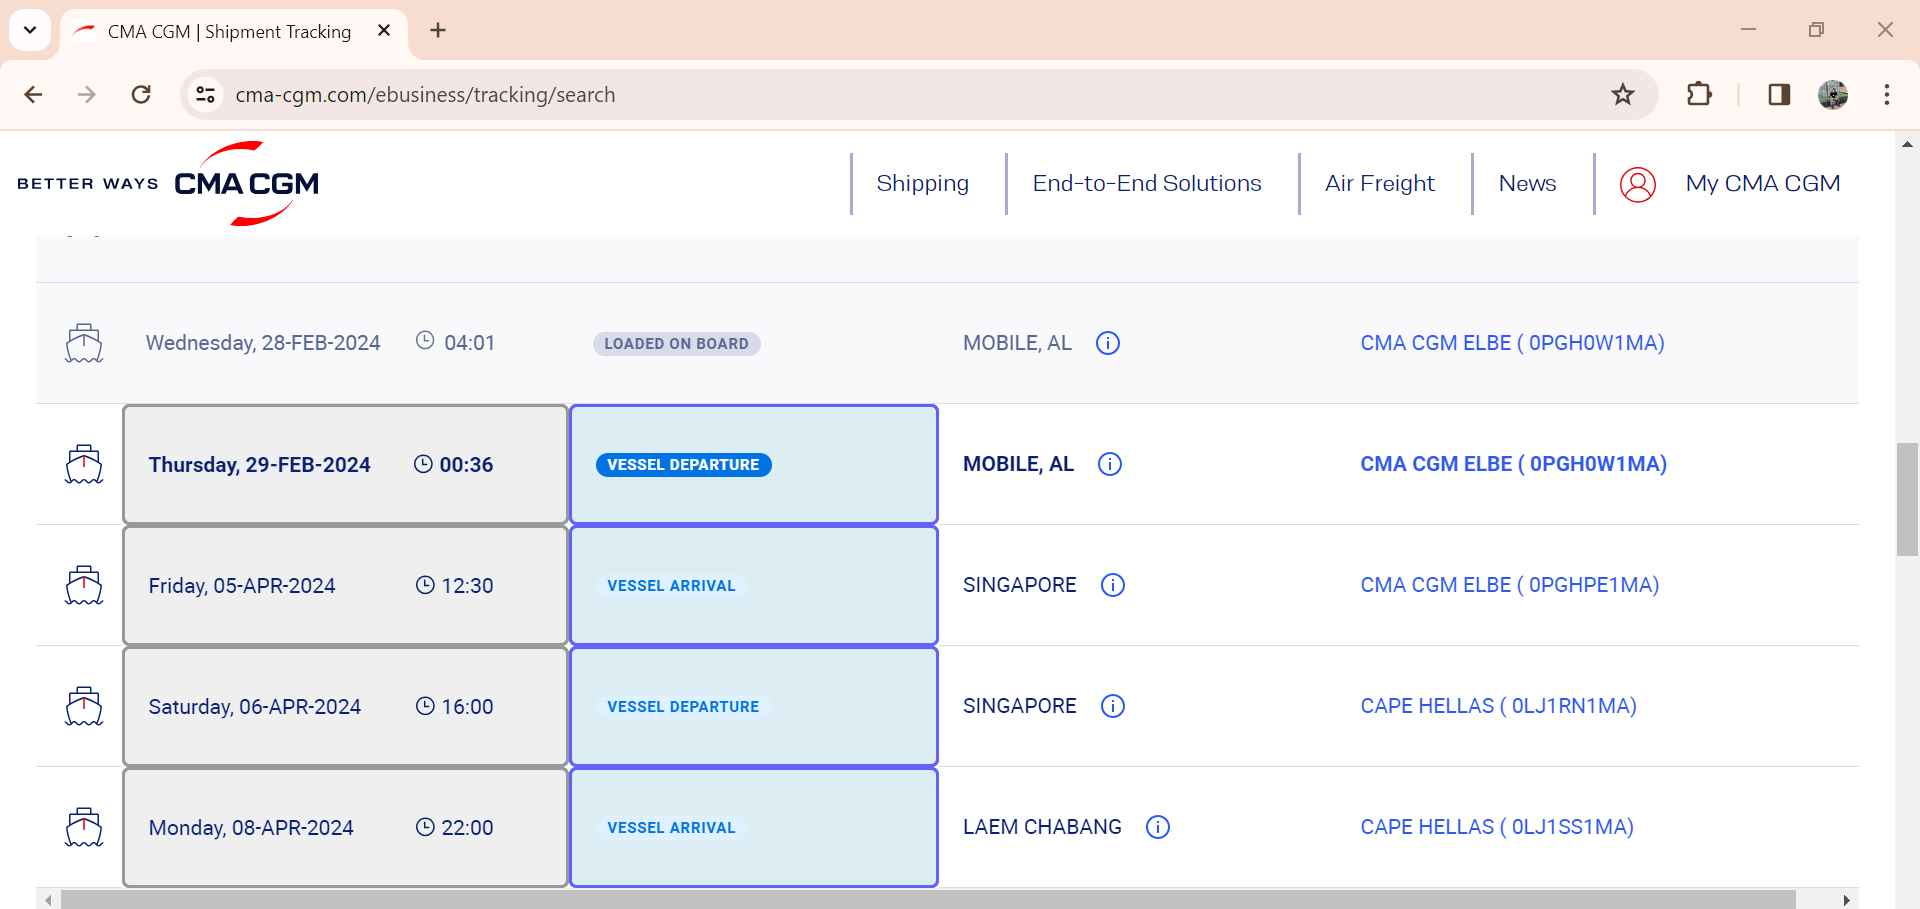 CMA CGM | Shipment Tracking
cma-cgm.com/ebusiness/tracking/search
BETTER WAYS CMA CGM
Shipping
End-to-End Solutions
Air Freight
News
My CMA CGM
Wednesday, 28-FEB-2024 04:01 LOADED ON BOARD MOBILE, AL CMA CGM ELBE ( 0PGH0W1MA)
Thursday, 29-FEB-2024 00:36 VESSEL DEPARTURE MOBILE, AL CMA CGM ELBE ( 0PGH0W1MA)
Friday, 05-APR-2024 12:30 VESSEL ARRIVAL SINGAPORE CMA CGM ELBE ( 0PGHPE1MA)
Saturday, 06-APR-2024 16:00 VESSEL DEPARTURE SINGAPORE CAPE HELLAS ( 0LJ1RN1MA)
Monday, 08-APR-2024 22:00 VESSEL ARRIVAL LAEM CHABANG CAPE HELLAS ( 0LJ1SS1MA)